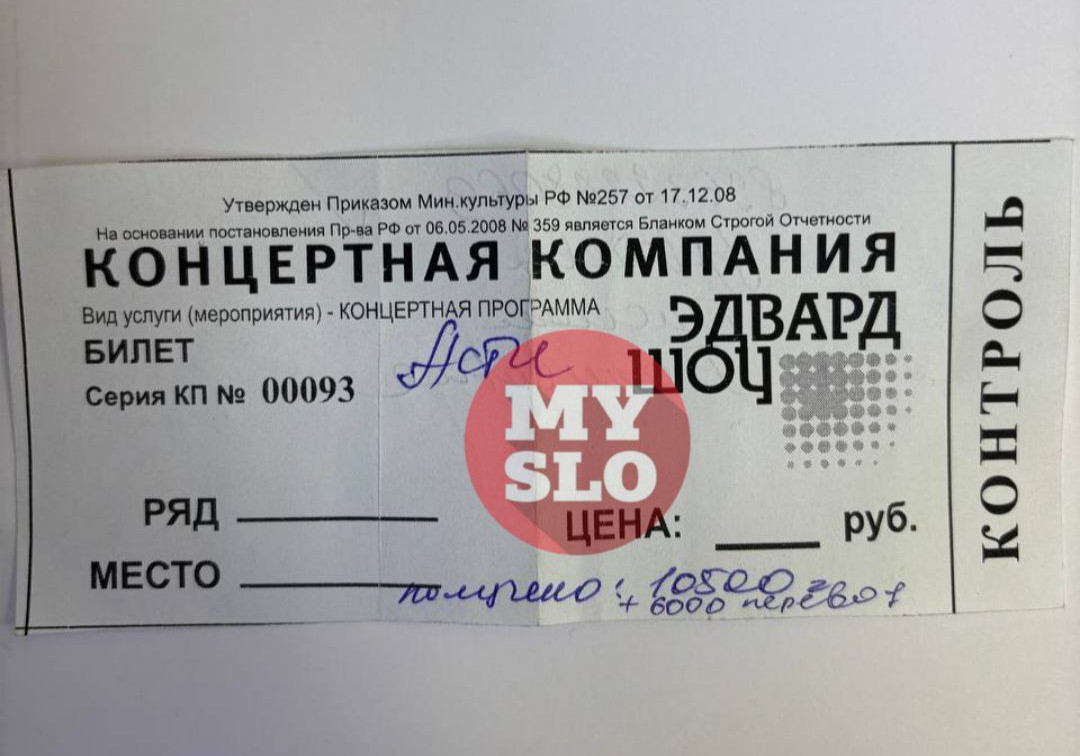 Утвержден Приказом Мин.культуры РФ №257 от 17.12.08
На основании постановления Пр-ва РФ от 06.05.2008 № 359 является Бланком Строгой Отчетности
КОНЦЕРТНАЯ КОМПАНИЯ
Вид услуги (мероприятия) - КОНЦЕРТНАЯ ПРОГРАММА
ЭДВАРД
ШОУ
БИЛЕТ
Асти
Серия КП № 00093
MY
SLO
РЯД
ЦЕНА: руб.
МЕСТО
получено: 10500
+ 6000 перевод
КОНТРОЛЬ